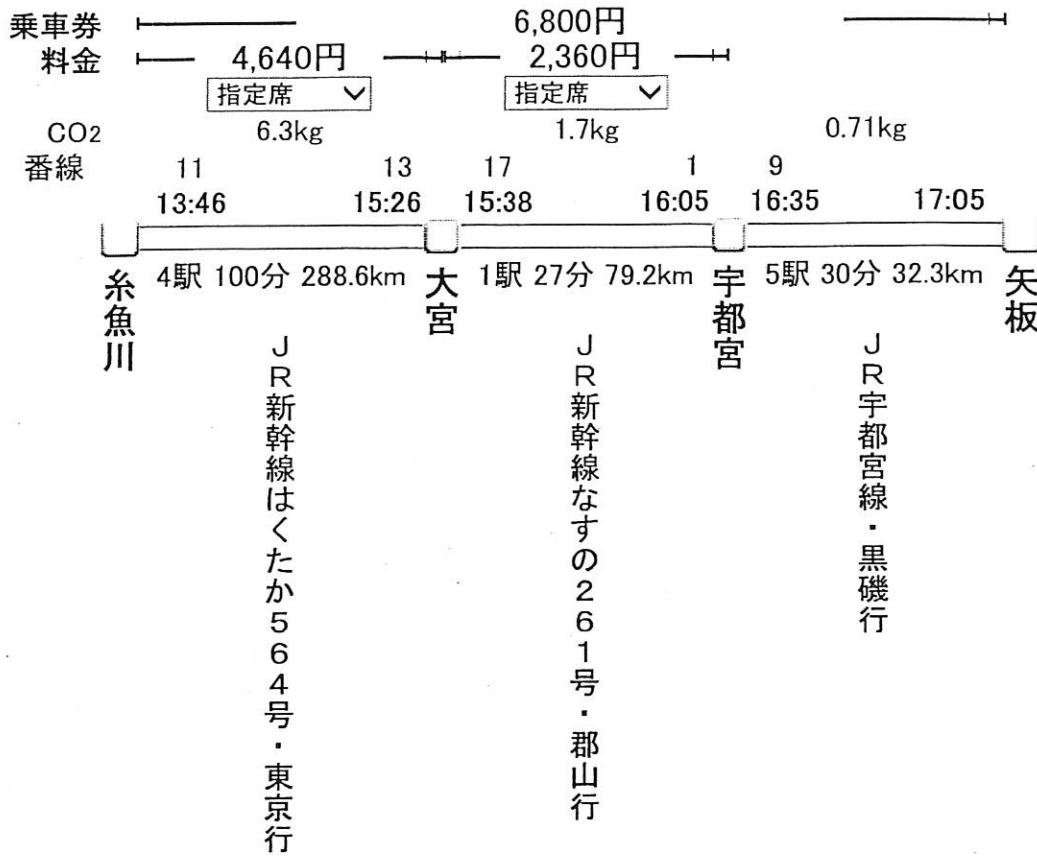 乗車券 6,800円
料金 4,640円 2,360円
指定席 指定席
CO2 6.3kg 1.7kg 0.71kg
番線 11 13 17 1 9
13:46 15:26 15:38 16:05 16:35 17:05
4駅 100分 288.6km 1駅 27分 79.2km 5駅 30分 32.3km
糸魚川
大宮
宇都宮
矢板
JR新幹線はくたか564号・東京行
JR新幹線なすの261号・郡山行
JR宇都宮線・黒磯行